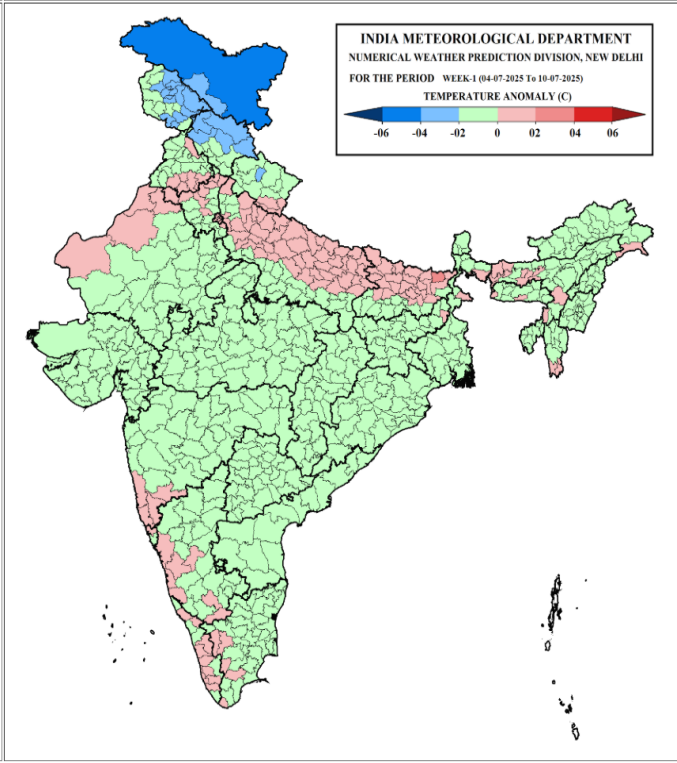 INDIA METEOROLOGICAL DEPARTMENT
NUMERICAL WEATHER PREDICTION DIVISION, NEW DELHI
FOR THE PERIOD WEEK-1 (04-07-2025 To 10-07-2025)
TEMPERATURE ANOMALY (C)
-06 -04 -02 0 02 04 06